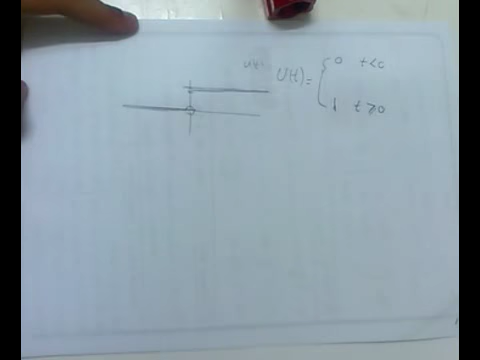 u(t) U(t) = { 0 t<0
1 t≥0